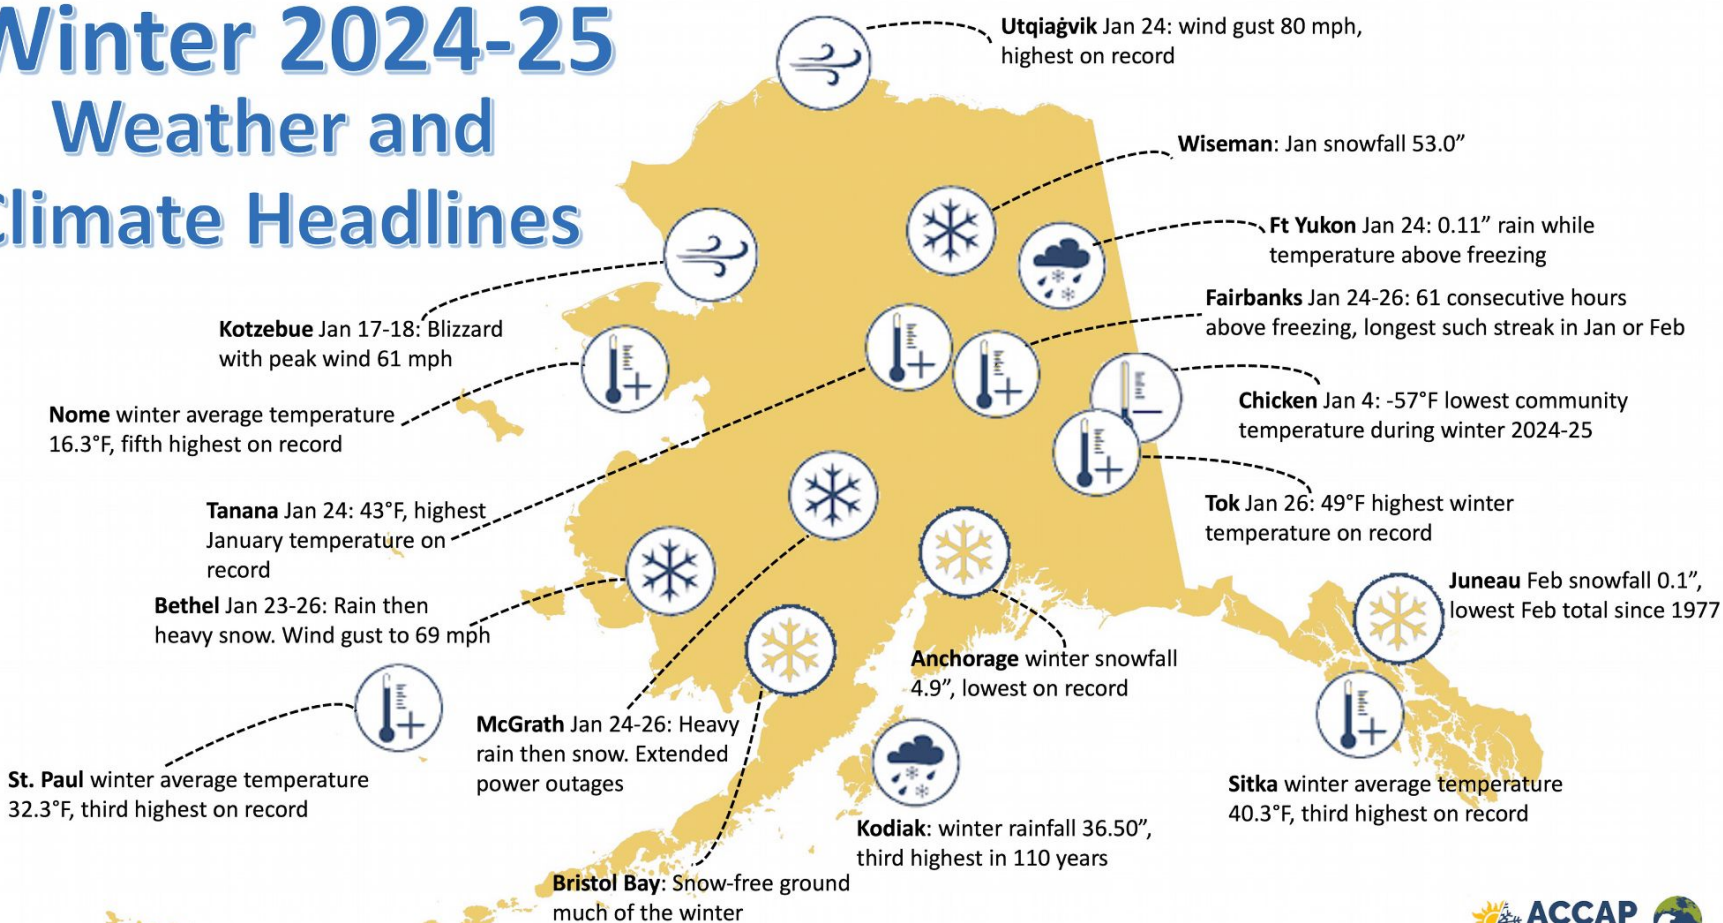 Winter 2024-25
Weather and
Climate Headlines
Utqiaġvik Jan 24: wind gust 80 mph,
highest on record
Wiseman: Jan snowfall 53.0”
Ft Yukon Jan 24: 0.11” rain while
temperature above freezing
Fairbanks Jan 24-26: 61 consecutive hours
above freezing, longest such streak in Jan or Feb
Kotzebue Jan 17-18: Blizzard
with peak wind 61 mph
Chicken Jan 4: -57°F lowest community
temperature during winter 2024-25
Nome winter average temperature
16.3°F, fifth highest on record
Tok Jan 26: 49°F highest winter
temperature on record
Tanana Jan 24: 43°F, highest
January temperature on
record
Juneau Feb snowfall 0.1”,
lowest Feb total since 1977
Bethel Jan 23-26: Rain then
heavy snow. Wind gust to 69 mph
Anchorage winter snowfall
4.9”, lowest on record
McGrath Jan 24-26: Heavy
rain then snow. Extended
power outages
St. Paul winter average temperature
32.3°F, third highest on record
Sitka winter average temperature
40.3°F, third highest on record
Kodiak: winter rainfall 36.50”,
third highest in 110 years
Bristol Bay: Snow-free ground
much of the winter
ACCAP